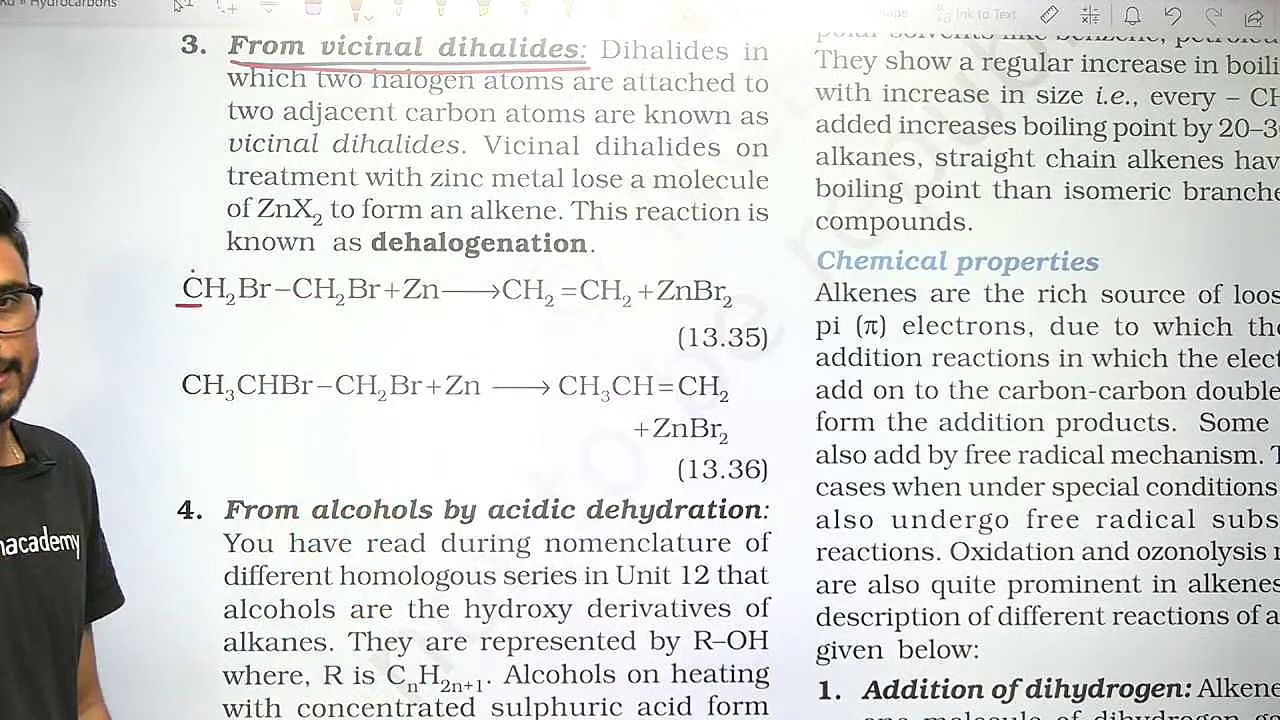 Hydrocarbons
Ink to Text
3. From vicinal dihalides: Dihalides in
which two halogen atoms are attached to
two adjacent carbon atoms are known as
vicinal dihalides. Vicinal dihalides on
treatment with zinc metal lose a molecule
of ZnX₂ to form an alkene. This reaction is
known as dehalogenation.
CH₂Br–CH₂Br+Zn⟶CH₂=CH₂+ZnBr₂
(13.35)
CH₃CHBr–CH₂Br+Zn ⟶ CH₃CH=CH₂
+ZnBr₂
(13.36)
4. From alcohols by acidic dehydration:
You have read during nomenclature of
different homologous series in Unit 12 that
alcohols are the hydroxy derivatives of
alkanes. They are represented by R–OH
where, R is CₙH₂ₙ₊₁. Alcohols on heating
with concentrated sulphuric acid form
They show a regular increase in boili
with increase in size i.e., every – CH
added increases boiling point by 20–3
alkanes, straight chain alkenes hav
boiling point than isomeric branche
compounds.
Chemical properties
Alkenes are the rich source of loos
pi (π) electrons, due to which the
addition reactions in which the elect
add on to the carbon-carbon double
form the addition products. Some
also add by free radical mechanism. T
cases when under special conditions
also undergo free radical subs
reactions. Oxidation and ozonolysis
are also quite prominent in alkenes
description of different reactions of a
given below:
1. Addition of dihydrogen: Alkene
nacademy